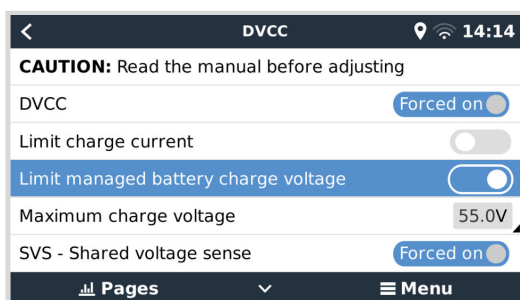 DVCC 14:14
CAUTION: Read the manual before adjusting
DVCC Forced on
Limit charge current
Limit managed battery charge voltage
Maximum charge voltage 55.0V
SVS - Shared voltage sense Forced on
Pages Menu